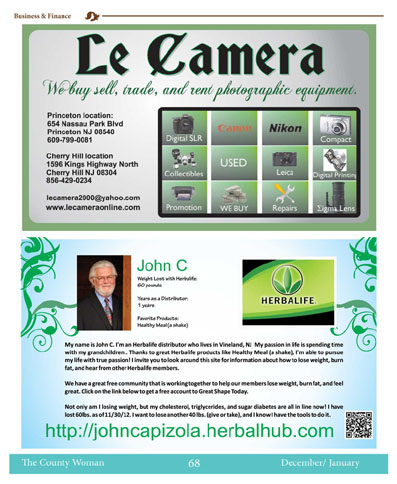 Business & Finance
Le Camera
We buy sell, trade, and rent photographic equipment.
Princeton location:
654 Nassau Park Blvd
Princeton NJ 08540
609-799-0081
Cherry Hill location
1596 Kings Highway North
Cherry Hill NJ 08304
856-429-0234
lecamera2000@yahoo.com
www.lecameraonline.com
Digital SLR
Canon
Nikon
Compact
Collectibles
USED
Leica
Digital Printing
Promotion
WE BUY
Repairs
Sigma Lens
John C
Weight Lost with Herbalife:
60 pounds
Years as a Distributor:
1 years
Favorite Products:
Healthy Meal (a shake)
HERBALIFE.
My name is John C. I'm an Herbalife distributor who lives in Vineland, NJ My passion in life is spending time
with my grandchildren.. Thanks to great Herbalife products like Healthy Meal (a shake), I'm able to pursue
my life with true passion! I invite you to look around this site for information about how to lose weight, burn
fat, and hear from other Herbalife members.
We have a great free community that is working together to help our members lose weight, burn fat, and feel
great. Click on the link below to get a free account to Great Shape Today.
Not only am I losing weight, but my cholesterol, triglycerides, and sugar diabetes are all in line now! I have
lost 60lbs. as of 11/30/12. I want to lose another 40lbs. (give or take), and I know I have the tools to do it.
http://johncapizola.herbalhub.com
The County Woman
68
December/ January